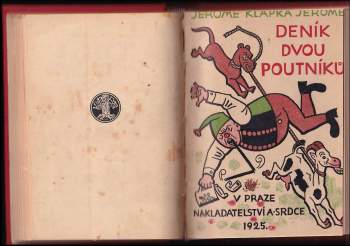 JEROME KLAPKA JEROME
DENÍK
DVOU
POUTNÍKŮ
V PRAZE
NAKLADATELSTVÍ A·SRDCE
1925.